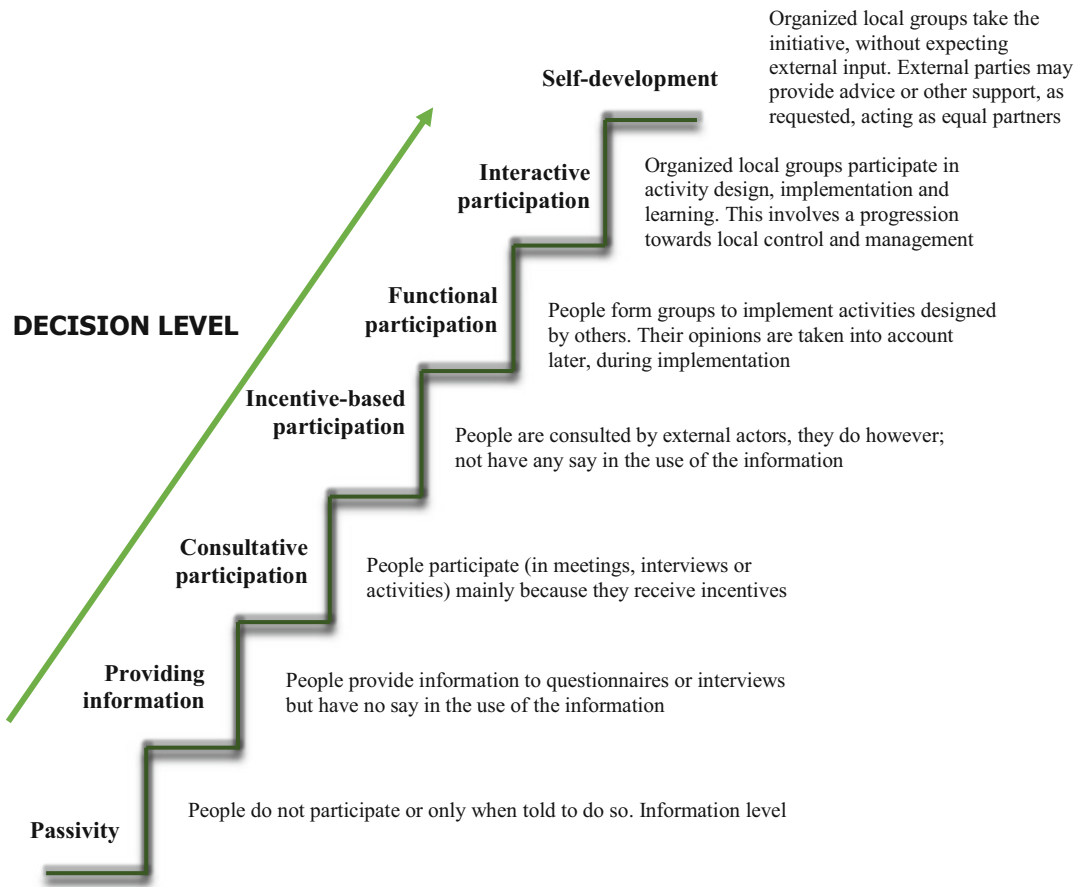 Organized local groups take the
initiative, without expecting
external input. External parties may
provide advice or other support, as
requested, acting as equal partners
Self-development
Interactive
participation
Organized local groups participate in
activity design, implementation and
learning. This involves a progression
towards local control and management
Functional
participation
People form groups to implement activities designed
by others. Their opinions are taken into account
later, during implementation
DECISION LEVEL
Incentive-based
participation
People are consulted by external actors, they do however;
not have any say in the use of the information
Consultative
participation
People participate (in meetings, interviews or
activities) mainly because they receive incentives
Providing
information
People provide information to questionnaires or interviews
but have no say in the use of the information
People do not participate or only when told to do so. Information level
Passivity